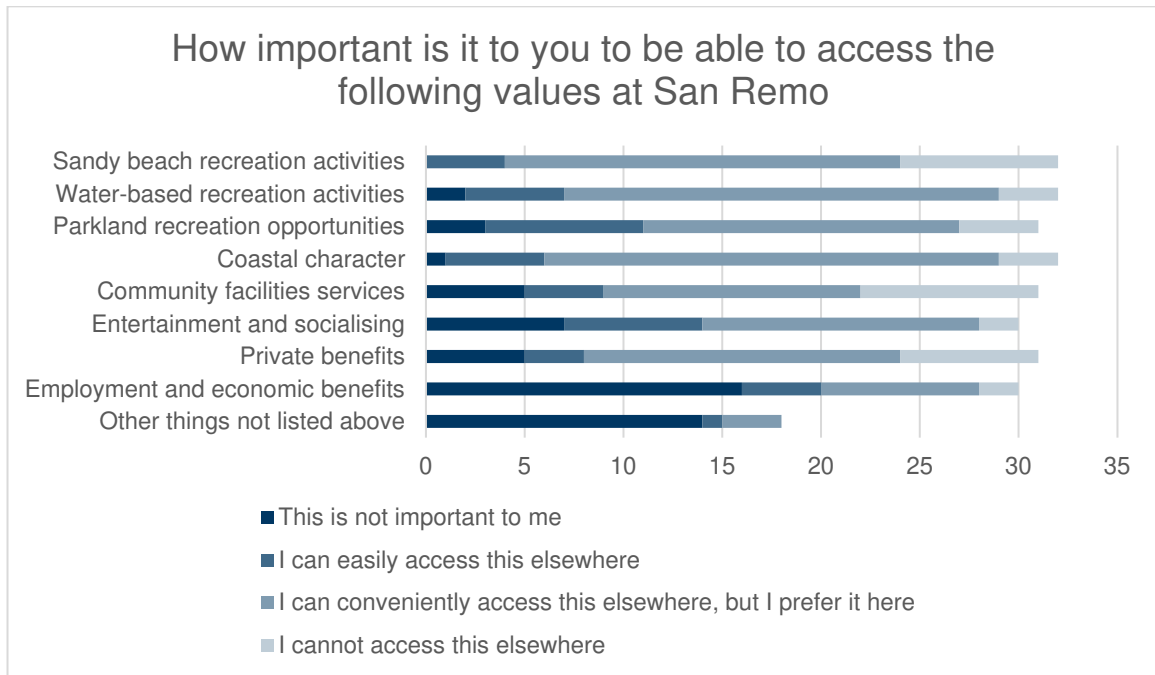 How important is it to you to be able to access the
following values at San Remo
Sandy beach recreation activities
Water-based recreation activities
Parkland recreation opportunities
Coastal character
Community facilities services
Entertainment and socialising
Private benefits
Employment and economic benefits
Other things not listed above
0 5 10 15 20 25 30 35
This is not important to me
I can easily access this elsewhere
I can conveniently access this elsewhere, but I prefer it here
I cannot access this elsewhere